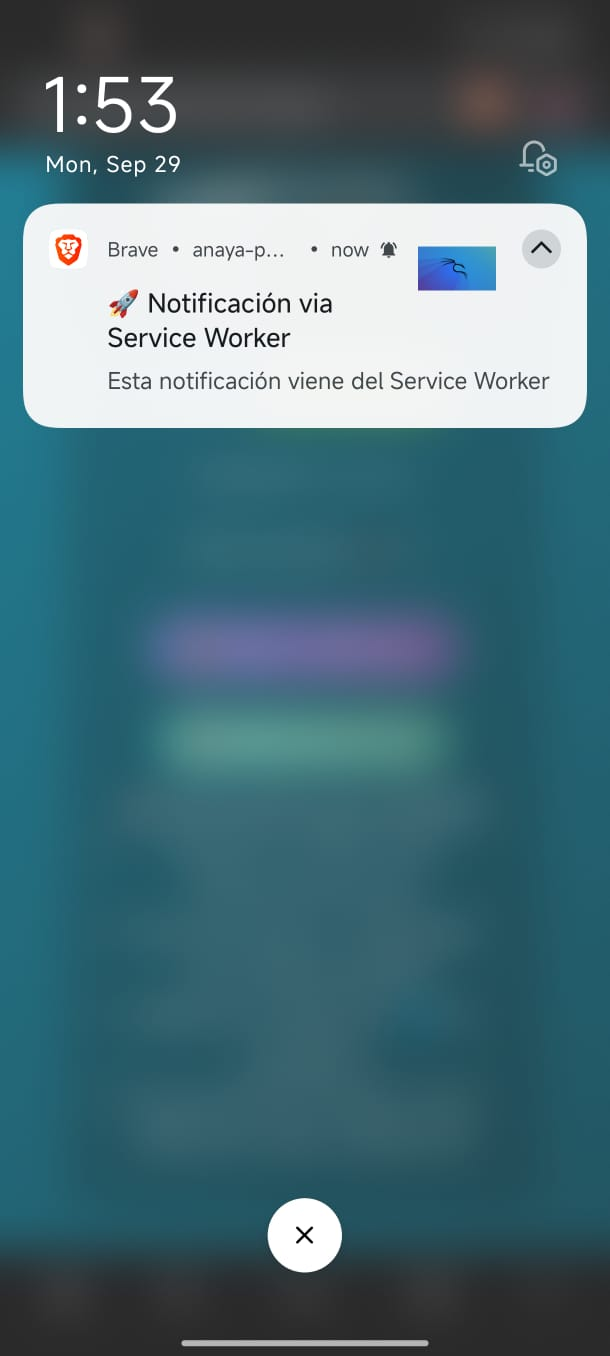 1:53
Mon, Sep 29
Brave • anaya-p... • now
🚀 Notificación via
Service Worker
Esta notificación viene del Service Worker